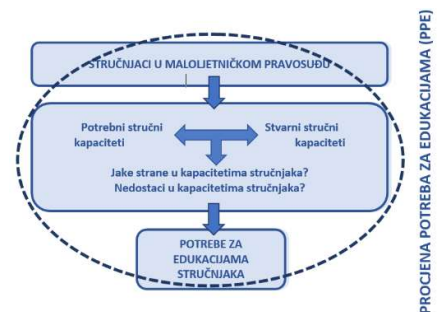 STRUČNJACI U MALOLJETNIČKOM PRAVOSUĐU
Potrebni stručni
kapaciteti
Stvarni stručni
kapaciteti
Jake strane u kapacitetima stručnjaka?
Nedostaci u kapacitetima stručnjaka?
POTREBE ZA
EDUKACIJAMA
STRUČNJAKA
PROCJENA POTREBA ZA EDUKACIJAMA (PPE)